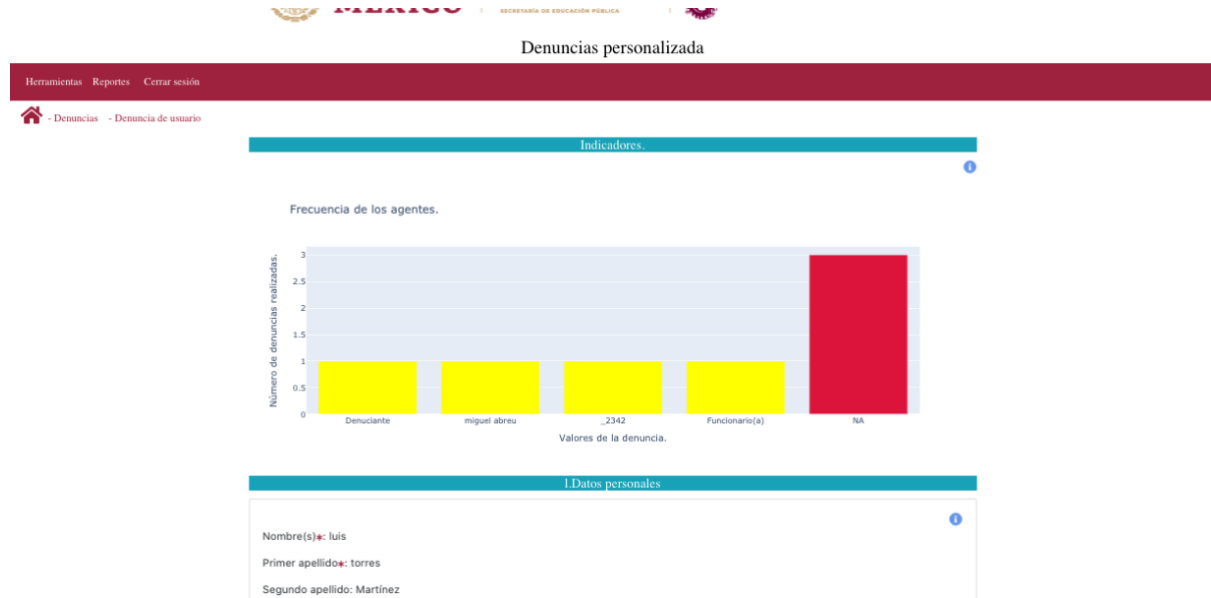 MÉXICO
SECRETARÍA DE EDUCACIÓN PÚBLICA
Denuncias personalizada
Herramientas Reportes Cerrar sesión
- Denuncias - Denuncia de usuario
Indicadores.
Frecuencia de los agentes.
Número de denuncias realizadas.
3
2.5
2
1.5
1
0.5
0
Denuciante miguel abreu _2342 Funcionario(a) NA
Valores de la denuncia.
1.Datos personales
Nombre(s)*: luis
Primer apellido*: torres
Segundo apellido: Martínez